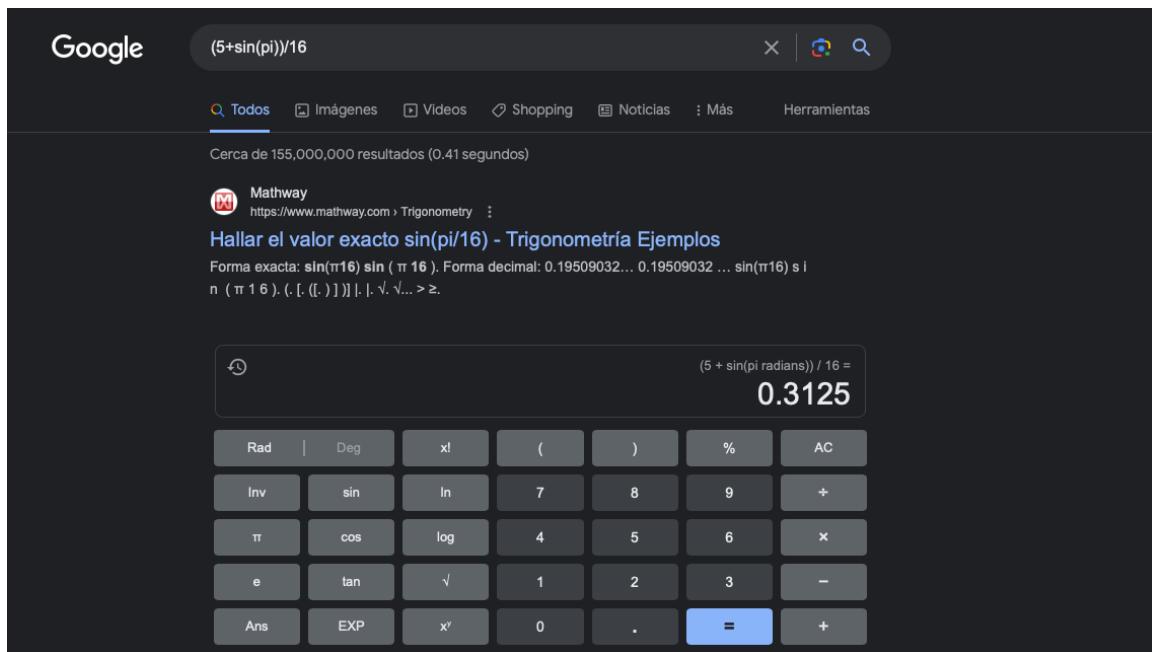 Google
(5+sin(pi))/16
Todos Imágenes Videos Shopping Noticias Más Herramientas
Cerca de 155,000,000 resultados (0.41 segundos)
Mathway
https://www.mathway.com › Trigonometry
Hallar el valor exacto sin(pi/16) - Trigonometría Ejemplos
Forma exacta: sin(π16) sin ( π 16 ). Forma decimal: 0.19509032… 0.19509032 … sin(π16) s i
n ( π 1 6 ). (. [. ([. ) ] )] |. |. √. √... > ≥.
(5 + sin(pi radians)) / 16 =
0.3125
Rad | Deg x! ( ) % AC
Inv sin ln 7 8 9 ÷
π cos log 4 5 6 ×
e tan √ 1 2 3 −
Ans EXP xʸ 0 . = +